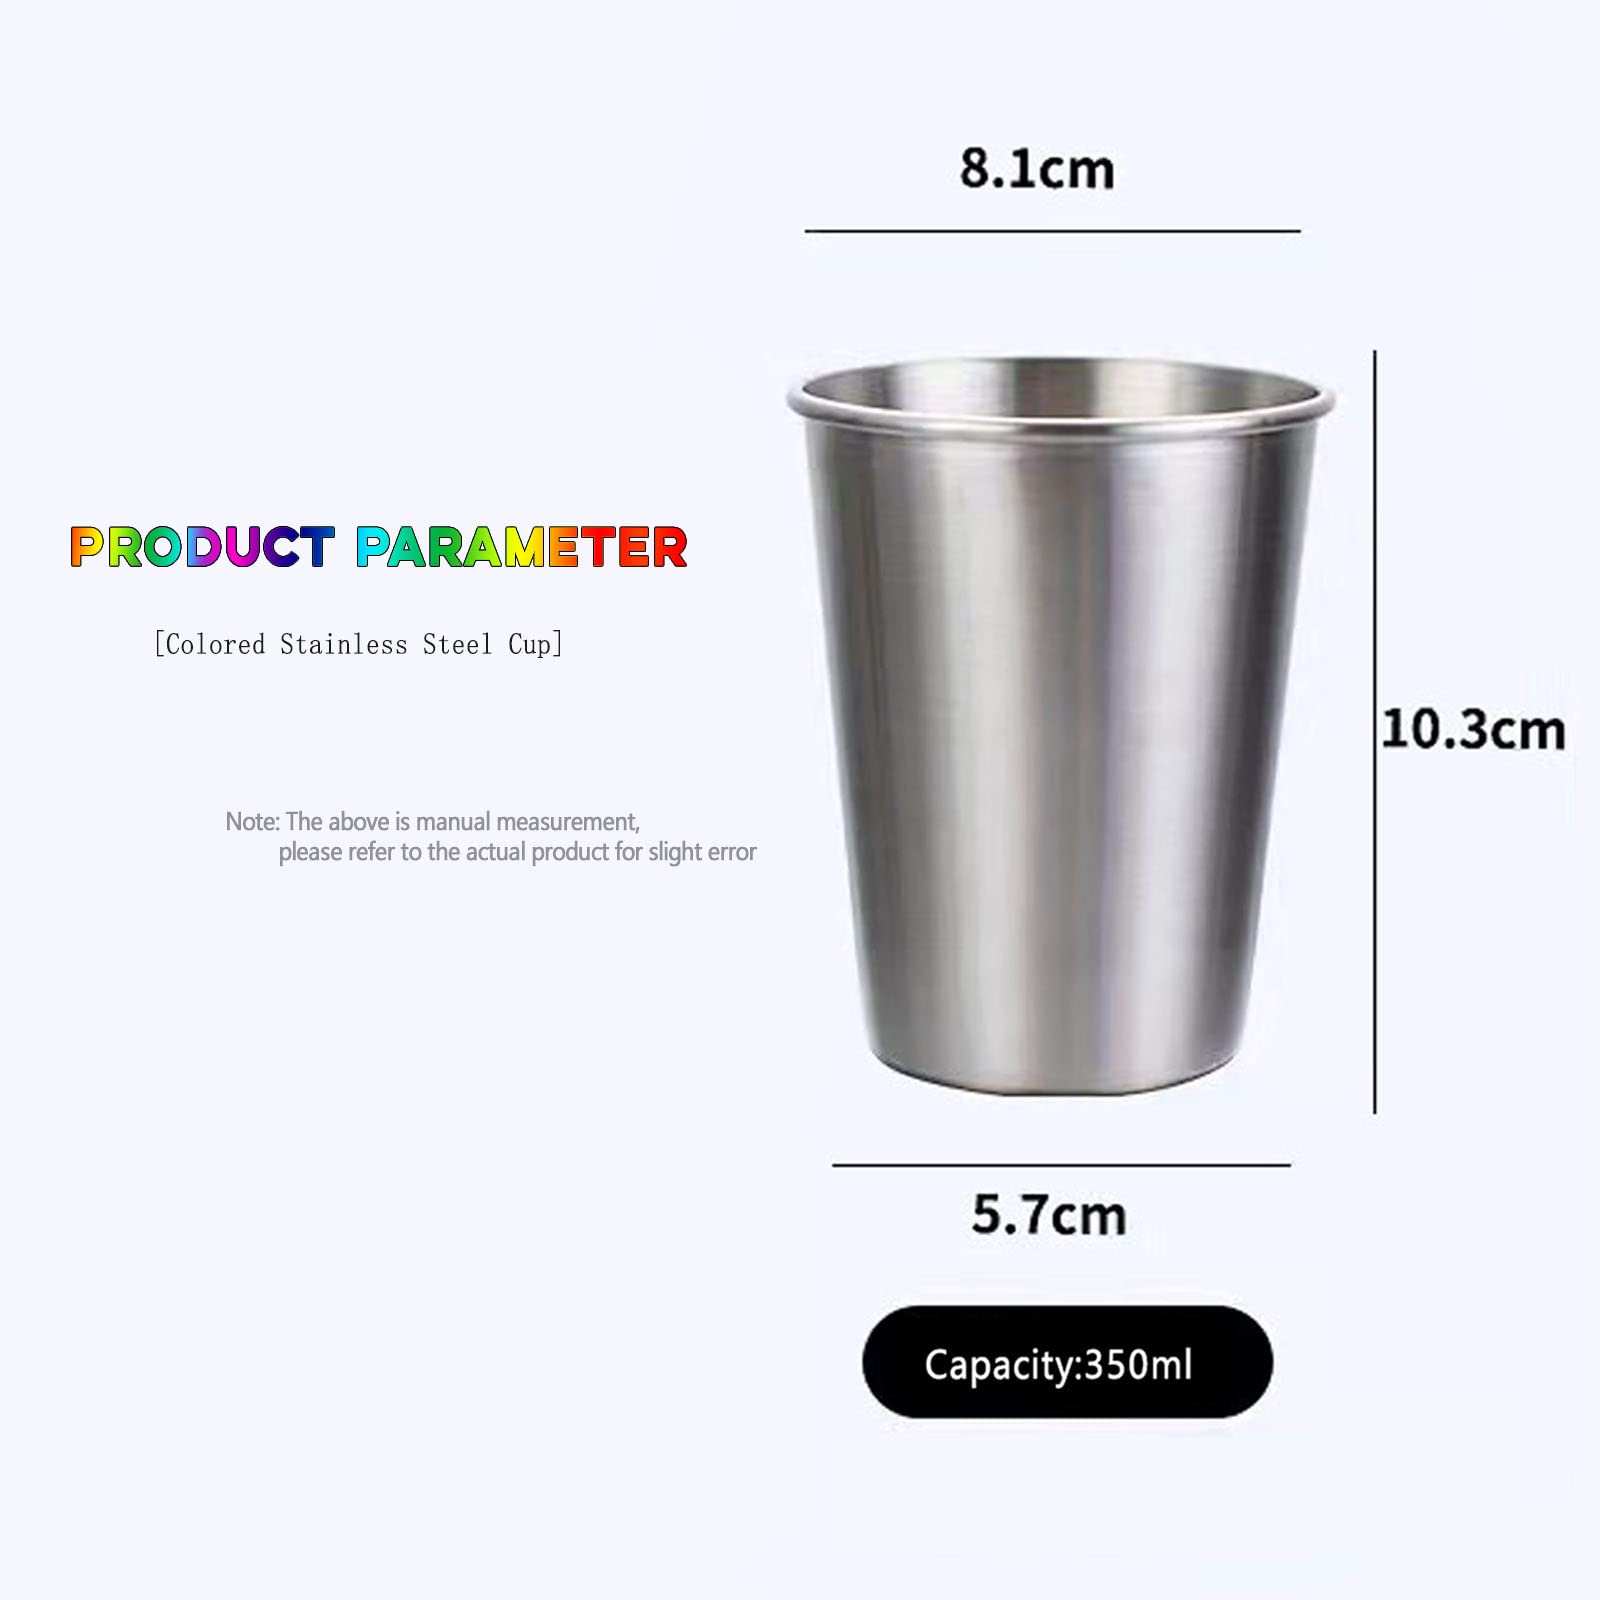 8.1cm
PRODUCT PARAMETER
[Colored Stainless Steel Cup]
10.3cm
Note: The above is manual measurement,
please refer to the actual product for slight error
5.7cm
Capacity:350ml